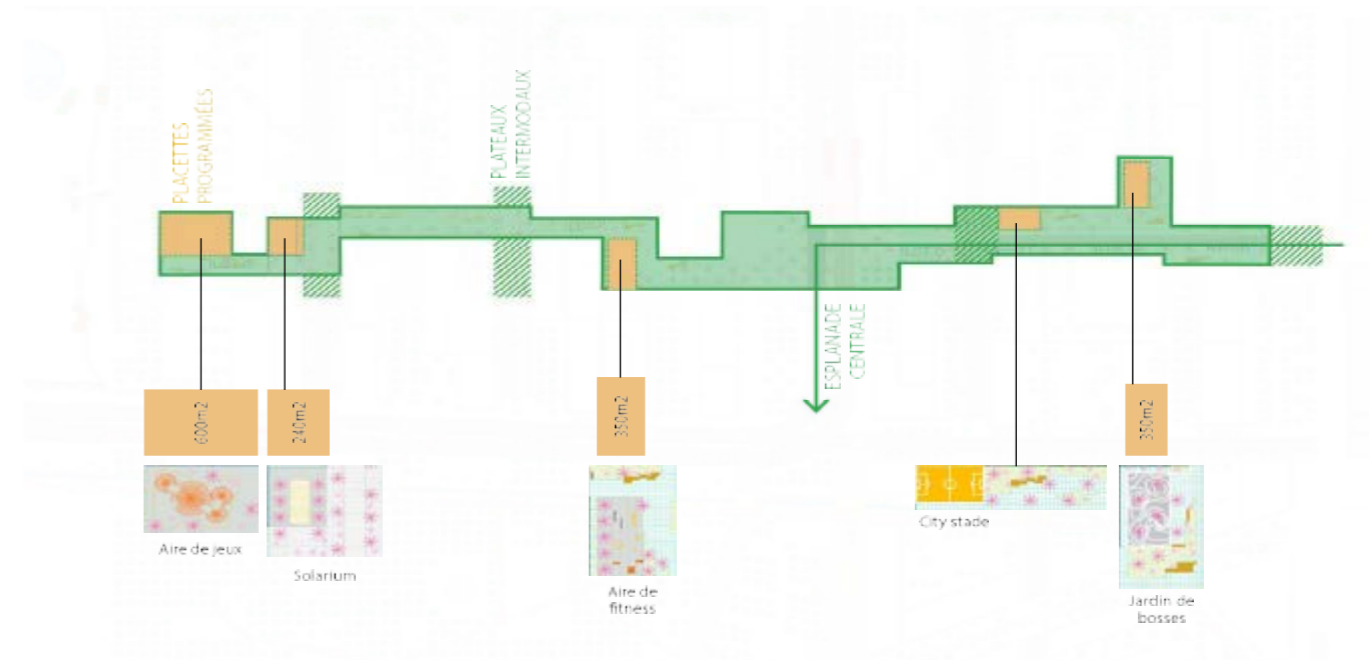 PLACETTES
PROGRAMMÉES
PLATEAUX
INTERMODAUX
ESPLANADE
CENTRALE
600m2
240m2
350m2
350m2
Aire de jeux
Solarium
Aire de
fitness
City stade
Jardin de
bosses